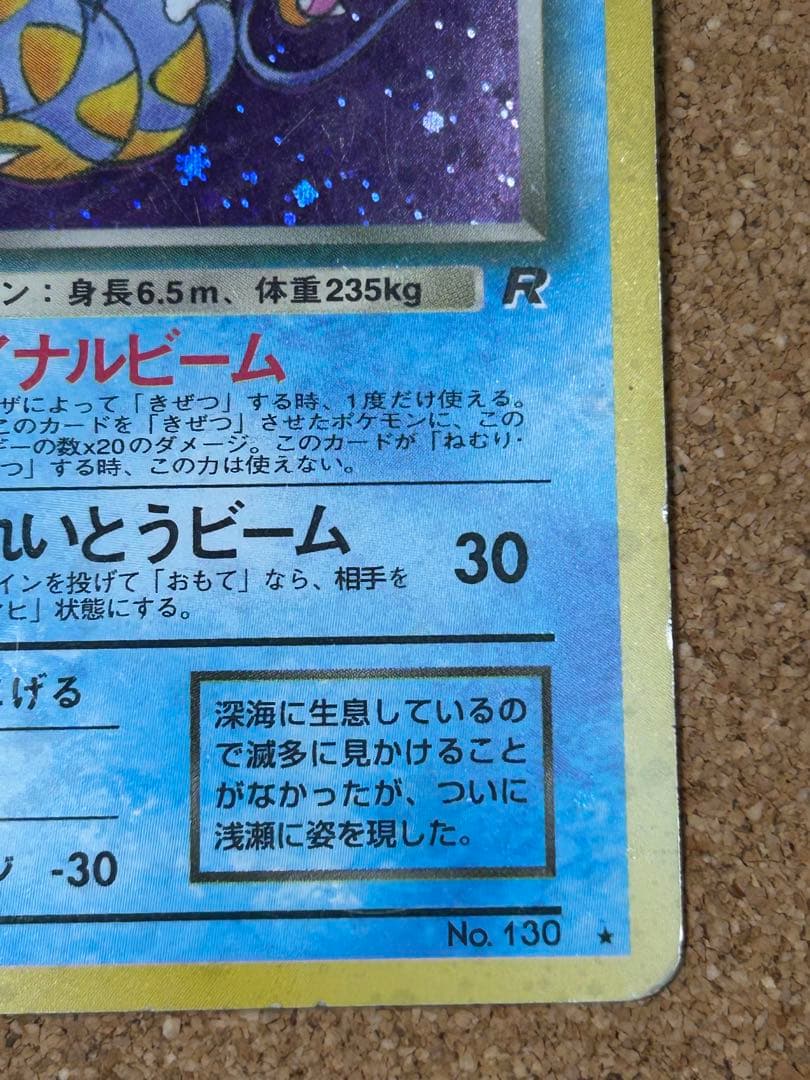 ン：身長6.5m、体重235kg R
イナルビーム
ザによって「きぜつ」する時、1度だけ使える。
このカードを「きぜつ」させたポケモンに、この
ギーの数x20のダメージ。このカードが「ねむり・
つ」する時、この力は使えない。
れいとうビーム 30
インを投げて「おもて」なら、相手を
ヒ」状態にする。
げる
深海に生息しているの
で滅多に見かけること
がなかったが、ついに
浅瀬に姿を現した。
-30
No. 130 ★